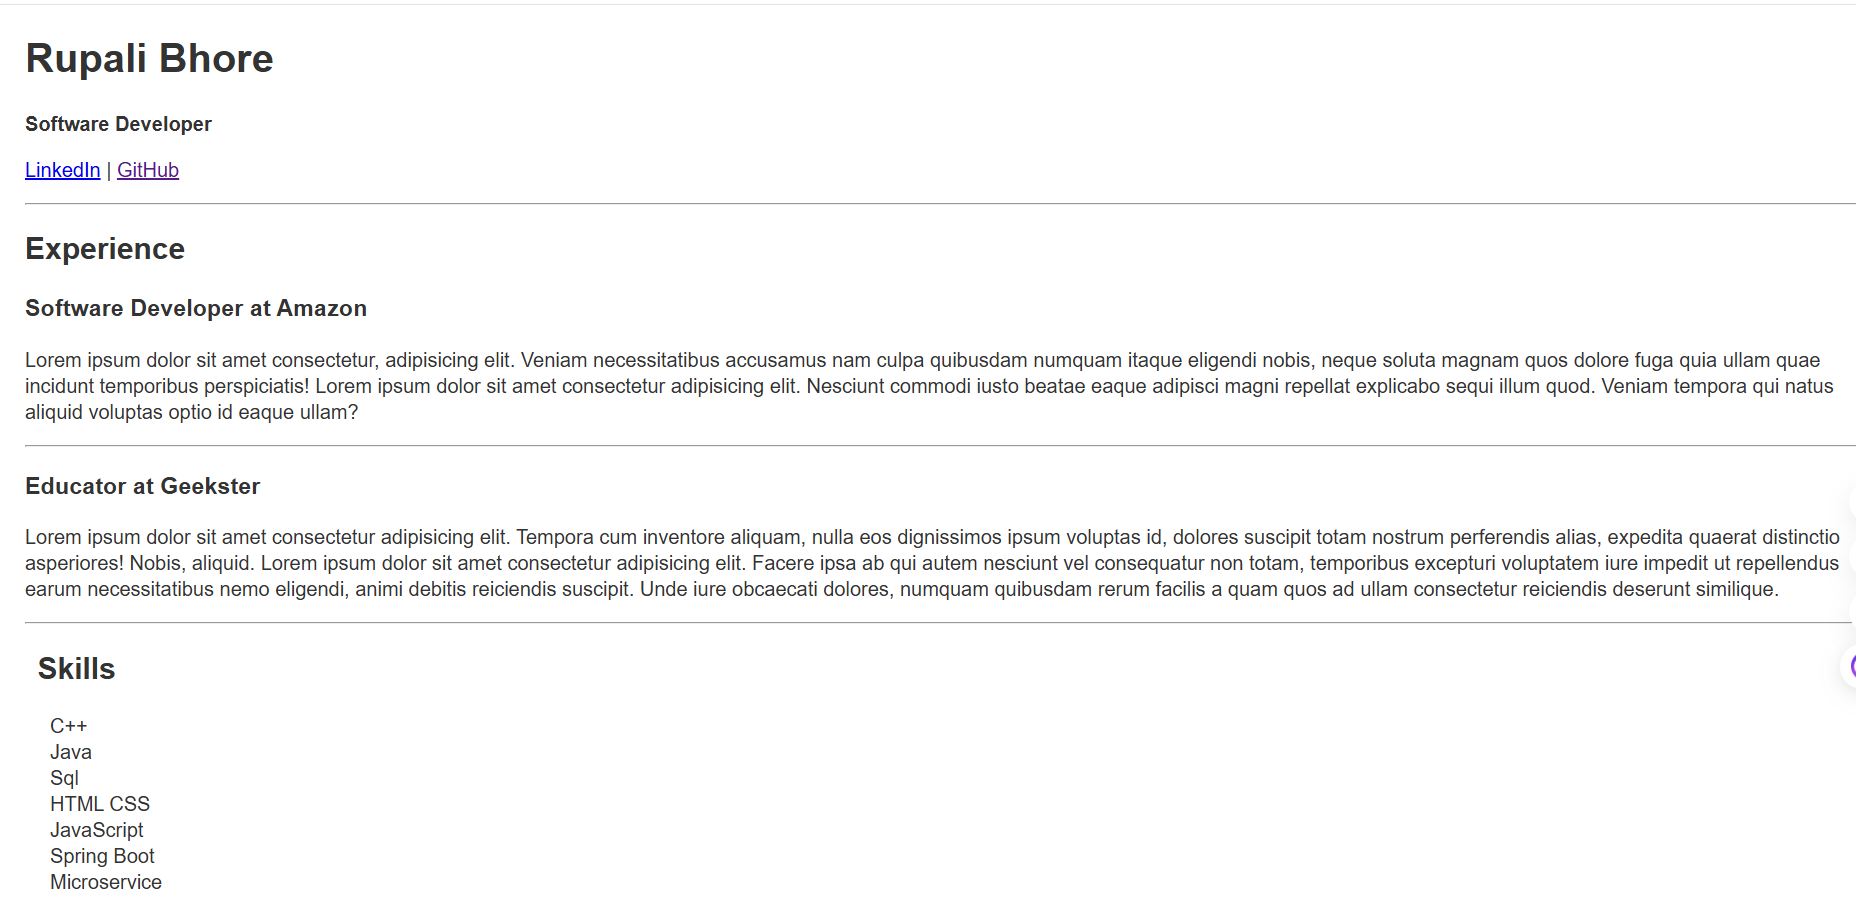 Rupali Bhore
Software Developer
LinkedIn | GitHub
Experience
Software Developer at Amazon
Lorem ipsum dolor sit amet consectetur, adipisicing elit. Veniam necessitatibus accusamus nam culpa quibusdam numquam itaque eligendi nobis, neque soluta magnam quos dolore fuga quia ullam quae
incidunt temporibus perspiciatis! Lorem ipsum dolor sit amet consectetur adipisicing elit. Nesciunt commodi iusto beatae eaque adipisci magni repellat explicabo sequi illum quod. Veniam tempora qui natus
aliquid voluptas optio id eaque ullam?
Educator at Geekster
Lorem ipsum dolor sit amet consectetur adipisicing elit. Tempora cum inventore aliquam, nulla eos dignissimos ipsum voluptas id, dolores suscipit totam nostrum perferendis alias, expedita quaerat distinctio
asperiores! Nobis, aliquid. Lorem ipsum dolor sit amet consectetur adipisicing elit. Facere ipsa ab qui autem nesciunt vel consequatur non totam, temporibus excepturi voluptatem iure impedit ut repellendus
earum necessitatibus nemo eligendi, animi debitis reiciendis suscipit. Unde iure obcaecati dolores, numquam quibusdam rerum facilis a quam quos ad ullam consectetur reiciendis deserunt similique.
Skills
C++
Java
Sql
HTML CSS
JavaScript
Spring Boot
Microservice